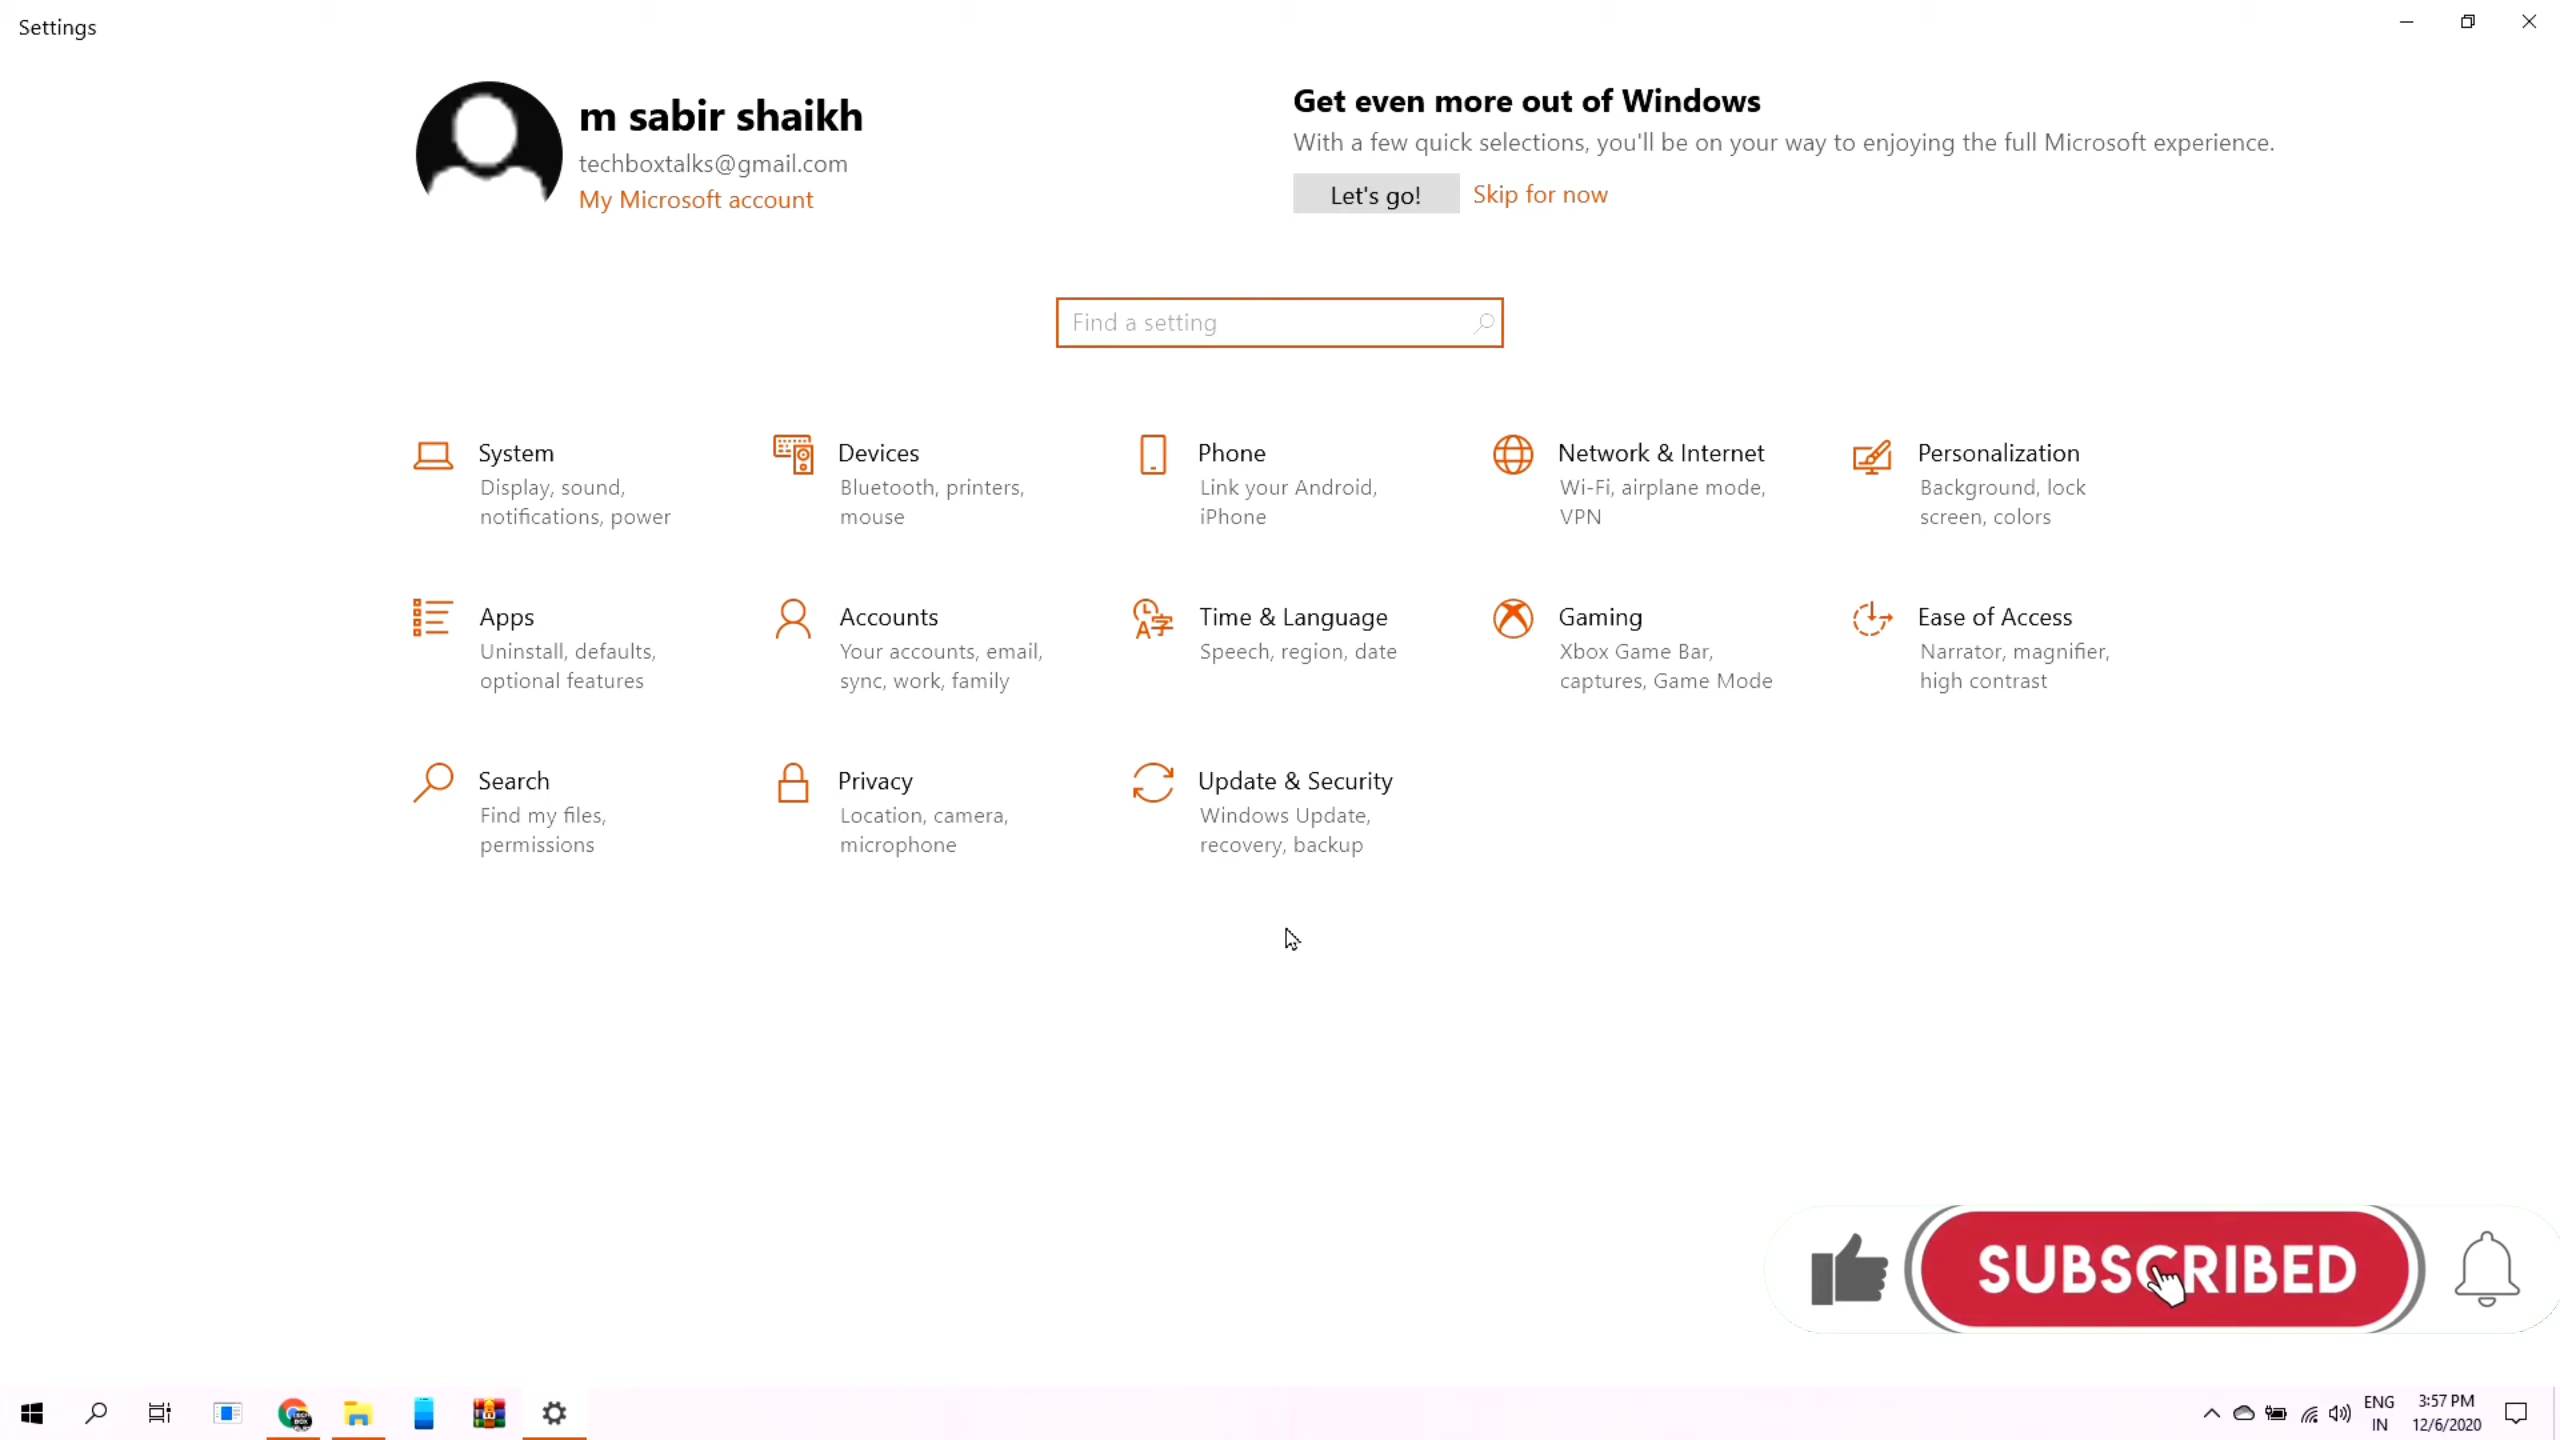 Settings
m sabir shaikh
techboxtalks@gmail.com
My Microsoft account
Get even more out of Windows
With a few quick selections, you'll be on your way to enjoying the full Microsoft experience.
Let's go!
Skip for now
Find a setting
System
Display, sound,
notifications, power
Devices
Bluetooth, printers,
mouse
Phone
Link your Android,
iPhone
Network & Internet
Wi-Fi, airplane mode,
VPN
Personalization
Background, lock
screen, colors
Apps
Uninstall, defaults,
optional features
Accounts
Your accounts, email,
sync, work, family
Time & Language
Speech, region, date
Gaming
Xbox Game Bar,
captures, Game Mode
Ease of Access
Narrator, magnifier,
high contrast
Search
Find my files,
permissions
Privacy
Location, camera,
microphone
Update & Security
Windows Update,
recovery, backup
SUBSCRIBED
ENG
IN
3:57 PM
12/6/2020